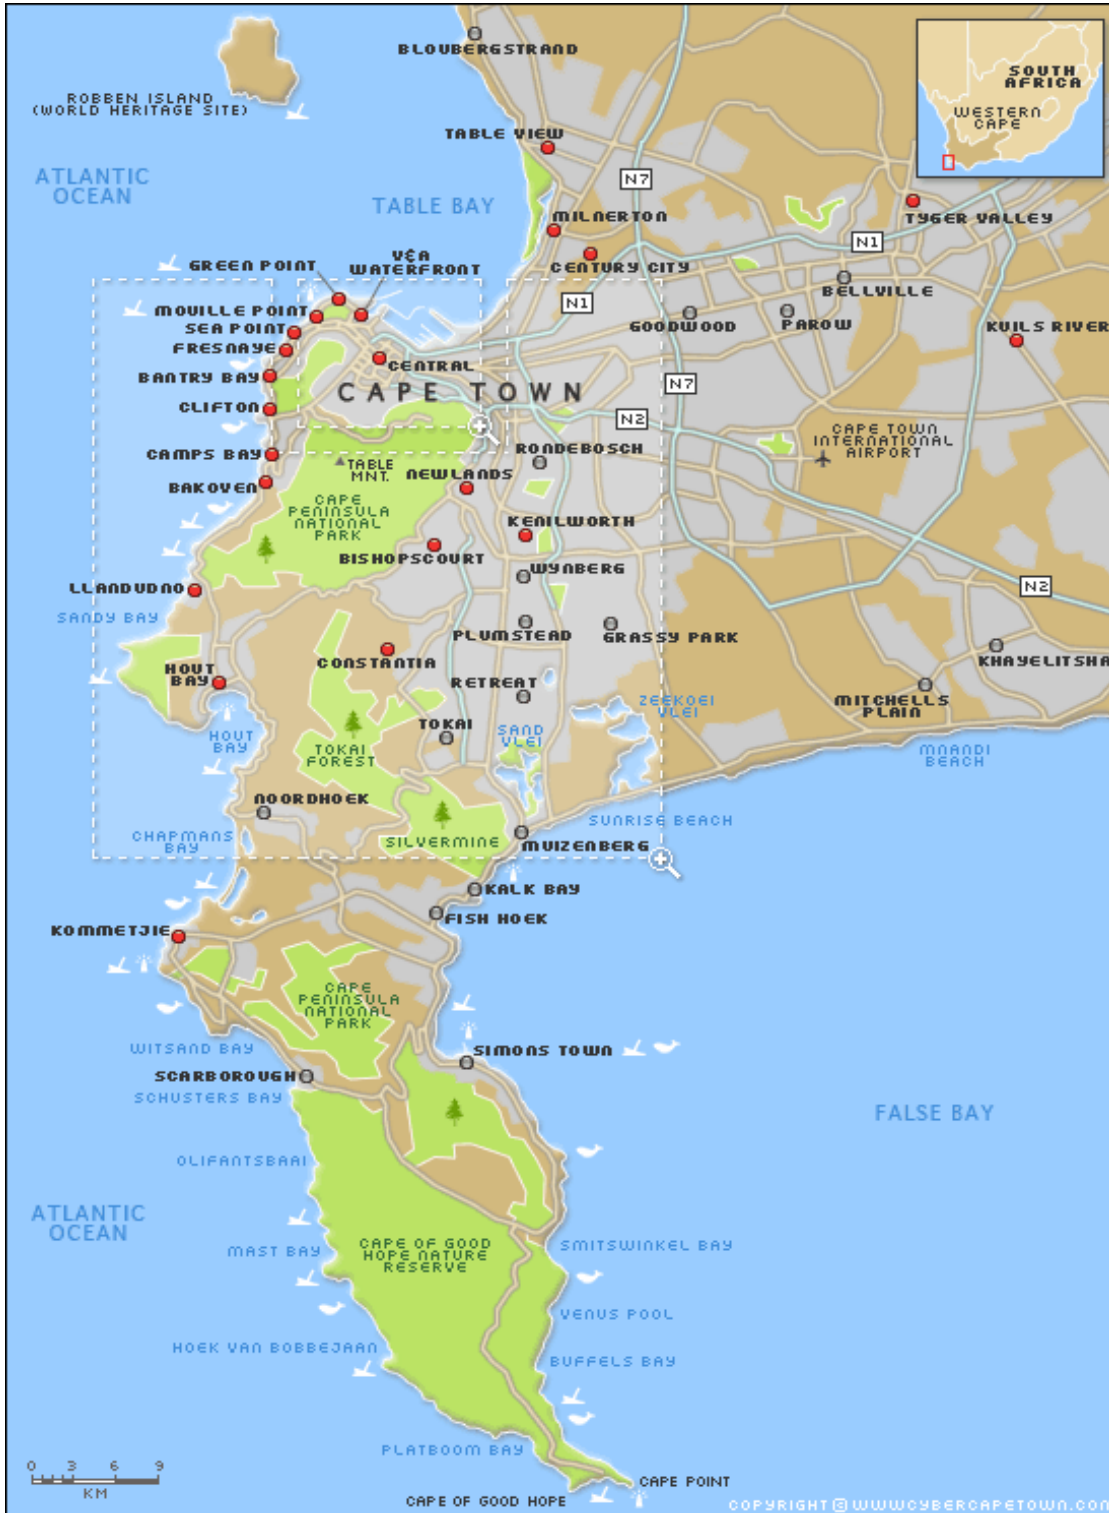 BLOUBERGSTRAND
ROBBEN ISLAND
(WORLD HERITAGE SITE)
SOUTH
AFRICA
WESTERN
CAPE
TABLE VIEW
ATLANTIC
OCEAN
N7
TABLE BAY
MILNERTON
TYGER VALLEY
N1
V&A
WATERFRONT
GREEN POINT
CENTURY CITY
BELLVILLE
N1
MOUILLE POINT
GOODWOOD
PAROW
SEA POINT
KUILS RIVER
FRESNAYE
CENTRAL
BANTRY BAY
CAPE TOWN
N7
CLIFTON
N2
CAPE TOWN
INTERNATIONAL
AIRPORT
CAMPS BAY
RONDEBOSCH
TABLE
MNT.
NEWLANDS
BAKOVEN
CAPE
PENINSULA
NATIONAL
PARK
KENILWORTH
BISHOPSCOURT
WYNBERG
LLANDUDNO
N2
SANDY BAY
PLUMSTEAD
GRASSY PARK
CONSTANTIA
KHAYELITSHA
HOUT
BAY
RETREAT
ZEEKOEI
VLEI
MITCHELLS
PLAIN
TOKAI
SAND
VLEI
HOUT
BAY
TOKAI
FOREST
MNANDI
BEACH
NOORDHOEK
SUNRISE BEACH
CHAPMANS
BAY
SILVERMINE
MUIZENBERG
KALK BAY
FISH HOEK
KOMMETJIE
CAPE
PENINSULA
NATIONAL
PARK
WITSAND BAY
SIMONS TOWN
SCARBOROUGH
SCHUSTERS BAY
FALSE BAY
OLIFANTSBAAI
ATLANTIC
OCEAN
CAPE OF GOOD
HOPE NATURE
RESERVE
MAST BAY
SMITSWINKEL BAY
VENUS POOL
HOEK VAN BOBBEJAAN
BUFFELS BAY
PLATBOOM BAY
0 3 6 9
KM
CAPE POINT
CAPE OF GOOD HOPE
COPYRIGHT © WWW.CYBERCAPETOWN.COM